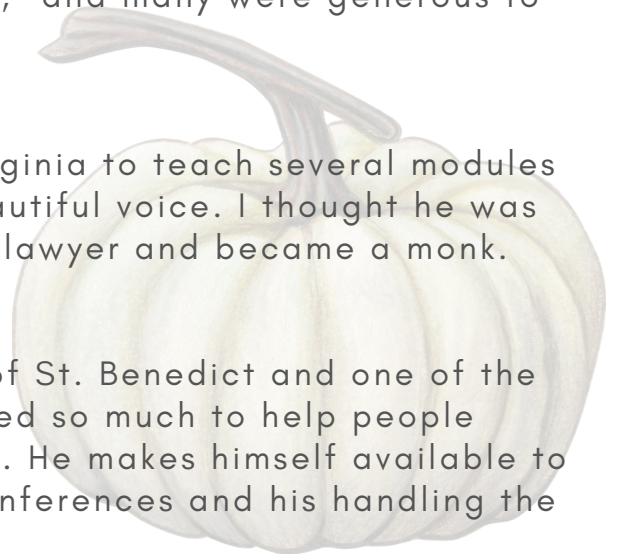 and many were generous to
ginia to teach several modules
autiful voice. I thought he was
lawyer and became a monk.
of St. Benedict and one of the
ed so much to help people
. He makes himself available to
nferences and his handling the